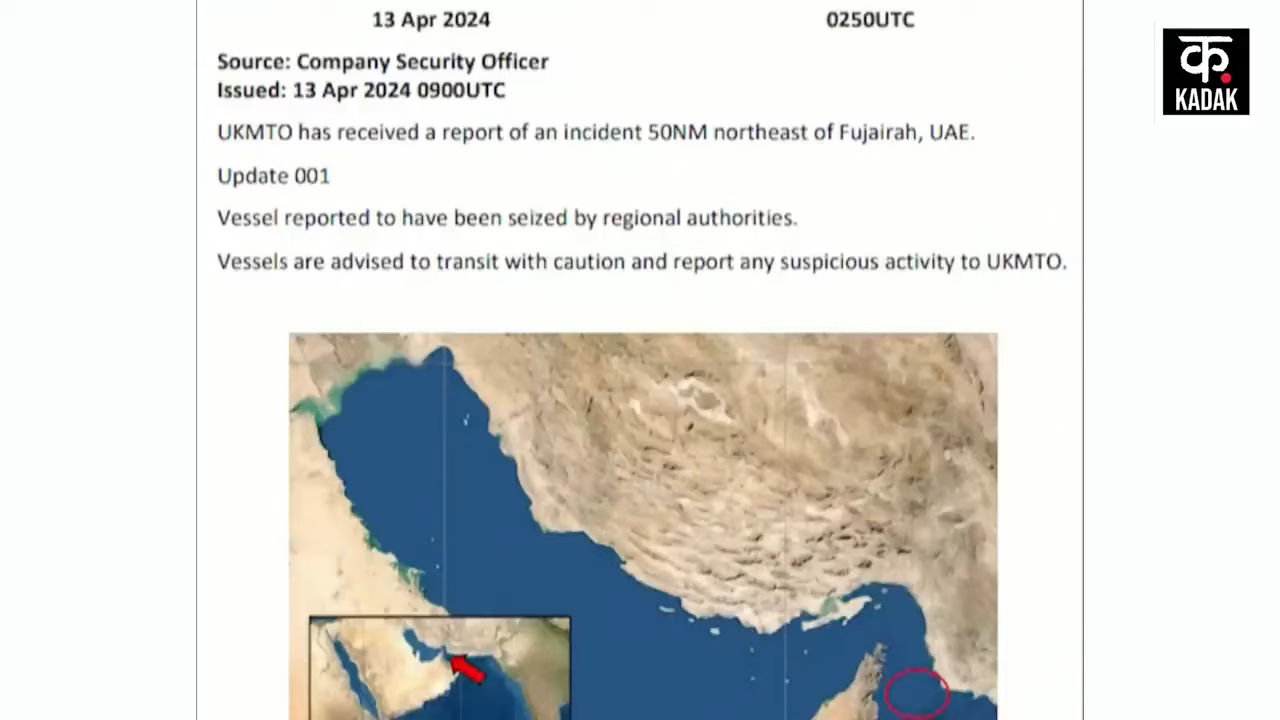 13 Apr 2024 0250UTC
Source: Company Security Officer
Issued: 13 Apr 2024 0900UTC
UKMTO has received a report of an incident 50NM northeast of Fujairah, UAE.
Update 001
Vessel reported to have been seized by regional authorities.
Vessels are advised to transit with caution and report any suspicious activity to UKMTO.
क
KADAK